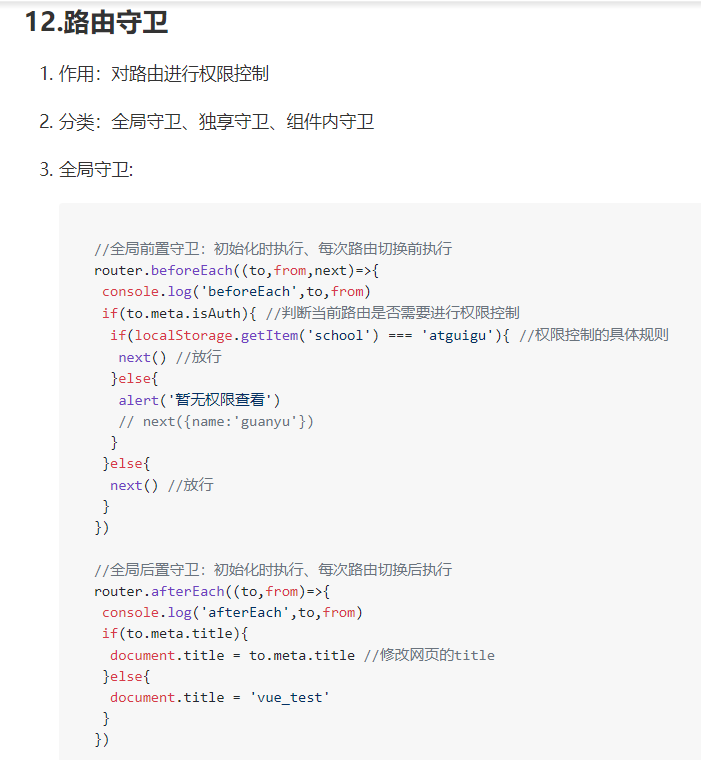 12.路由守卫
1. 作用：对路由进行权限控制
2. 分类：全局守卫、独享守卫、组件内守卫
3. 全局守卫:
//全局前置守卫：初始化时执行、每次路由切换前执行
router.beforeEach((to,from,next)=>{
 console.log('beforeEach',to,from)
 if(to.meta.isAuth){ //判断当前路由是否需要进行权限控制
  if(localStorage.getItem('school') === 'atguigu'){ //权限控制的具体规则
   next() //放行
  }else{
   alert('暂无权限查看')
   // next({name:'guanyu'})
  }
 }else{
  next() //放行
 }
})
//全局后置守卫：初始化时执行、每次路由切换后执行
router.afterEach((to,from)=>{
 console.log('afterEach',to,from)
 if(to.meta.title){
  document.title = to.meta.title //修改网页的title
 }else{
  document.title = 'vue_test'
 }
})